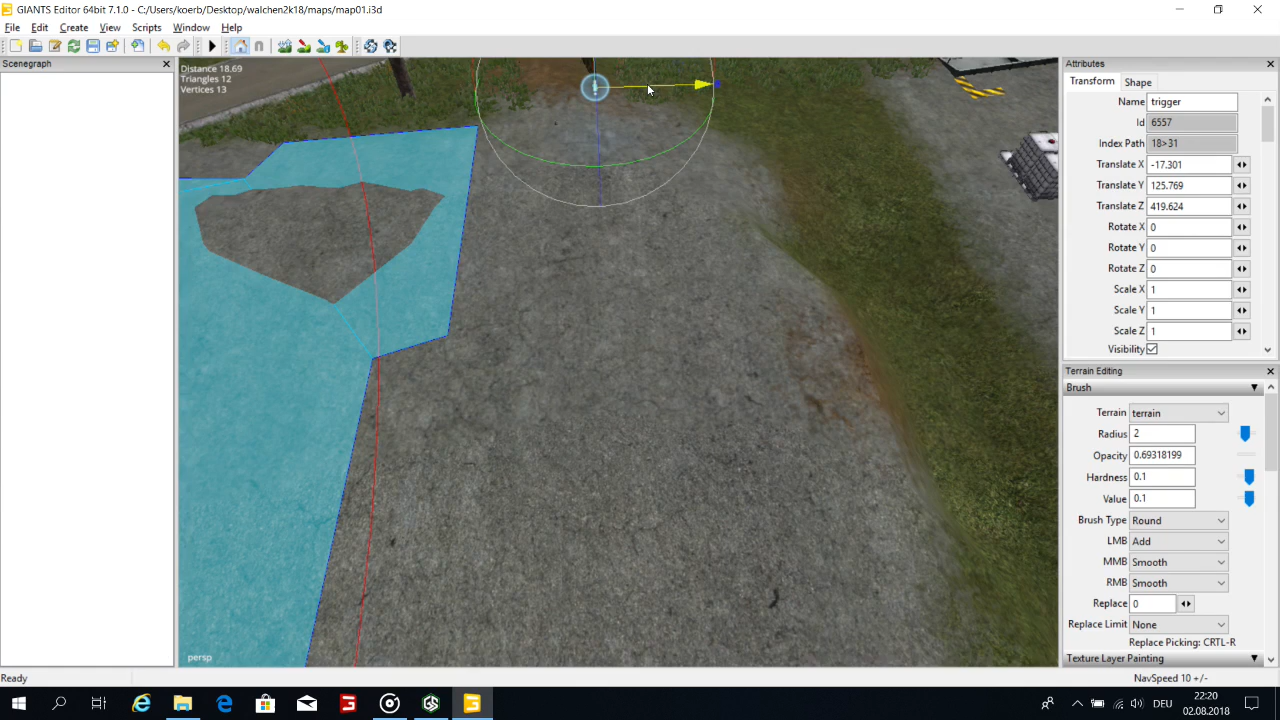 GIANTS Editor 64bit 7.1.0 - C:/Users/koerb/Desktop/walchen2k18/maps/map01.i3d
File Edit Create View Scripts Window Help
Scenegraph
Distance 18.69
Triangles 12
Vertices 13
persp
Attributes
Transform Shape
Name trigger
Id 6557
Index Path 18>31
Translate X -17.301
Translate Y 125.769
Translate Z 419.624
Rotate X 0
Rotate Y 0
Rotate Z 0
Scale X 1
Scale Y 1
Scale Z 1
Visibility
Terrain Editing
Brush
Terrain terrain
Radius 2
Opacity 0.69318199
Hardness 0.1
Value 0.1
Brush Type Round
LMB Add
MMB Smooth
RMB Smooth
Replace 0
Replace Limit None
Replace Picking: CRTL-R
Texture Layer Painting
Ready
NavSpeed 10 +/-
DEU
22:20
02.08.2018